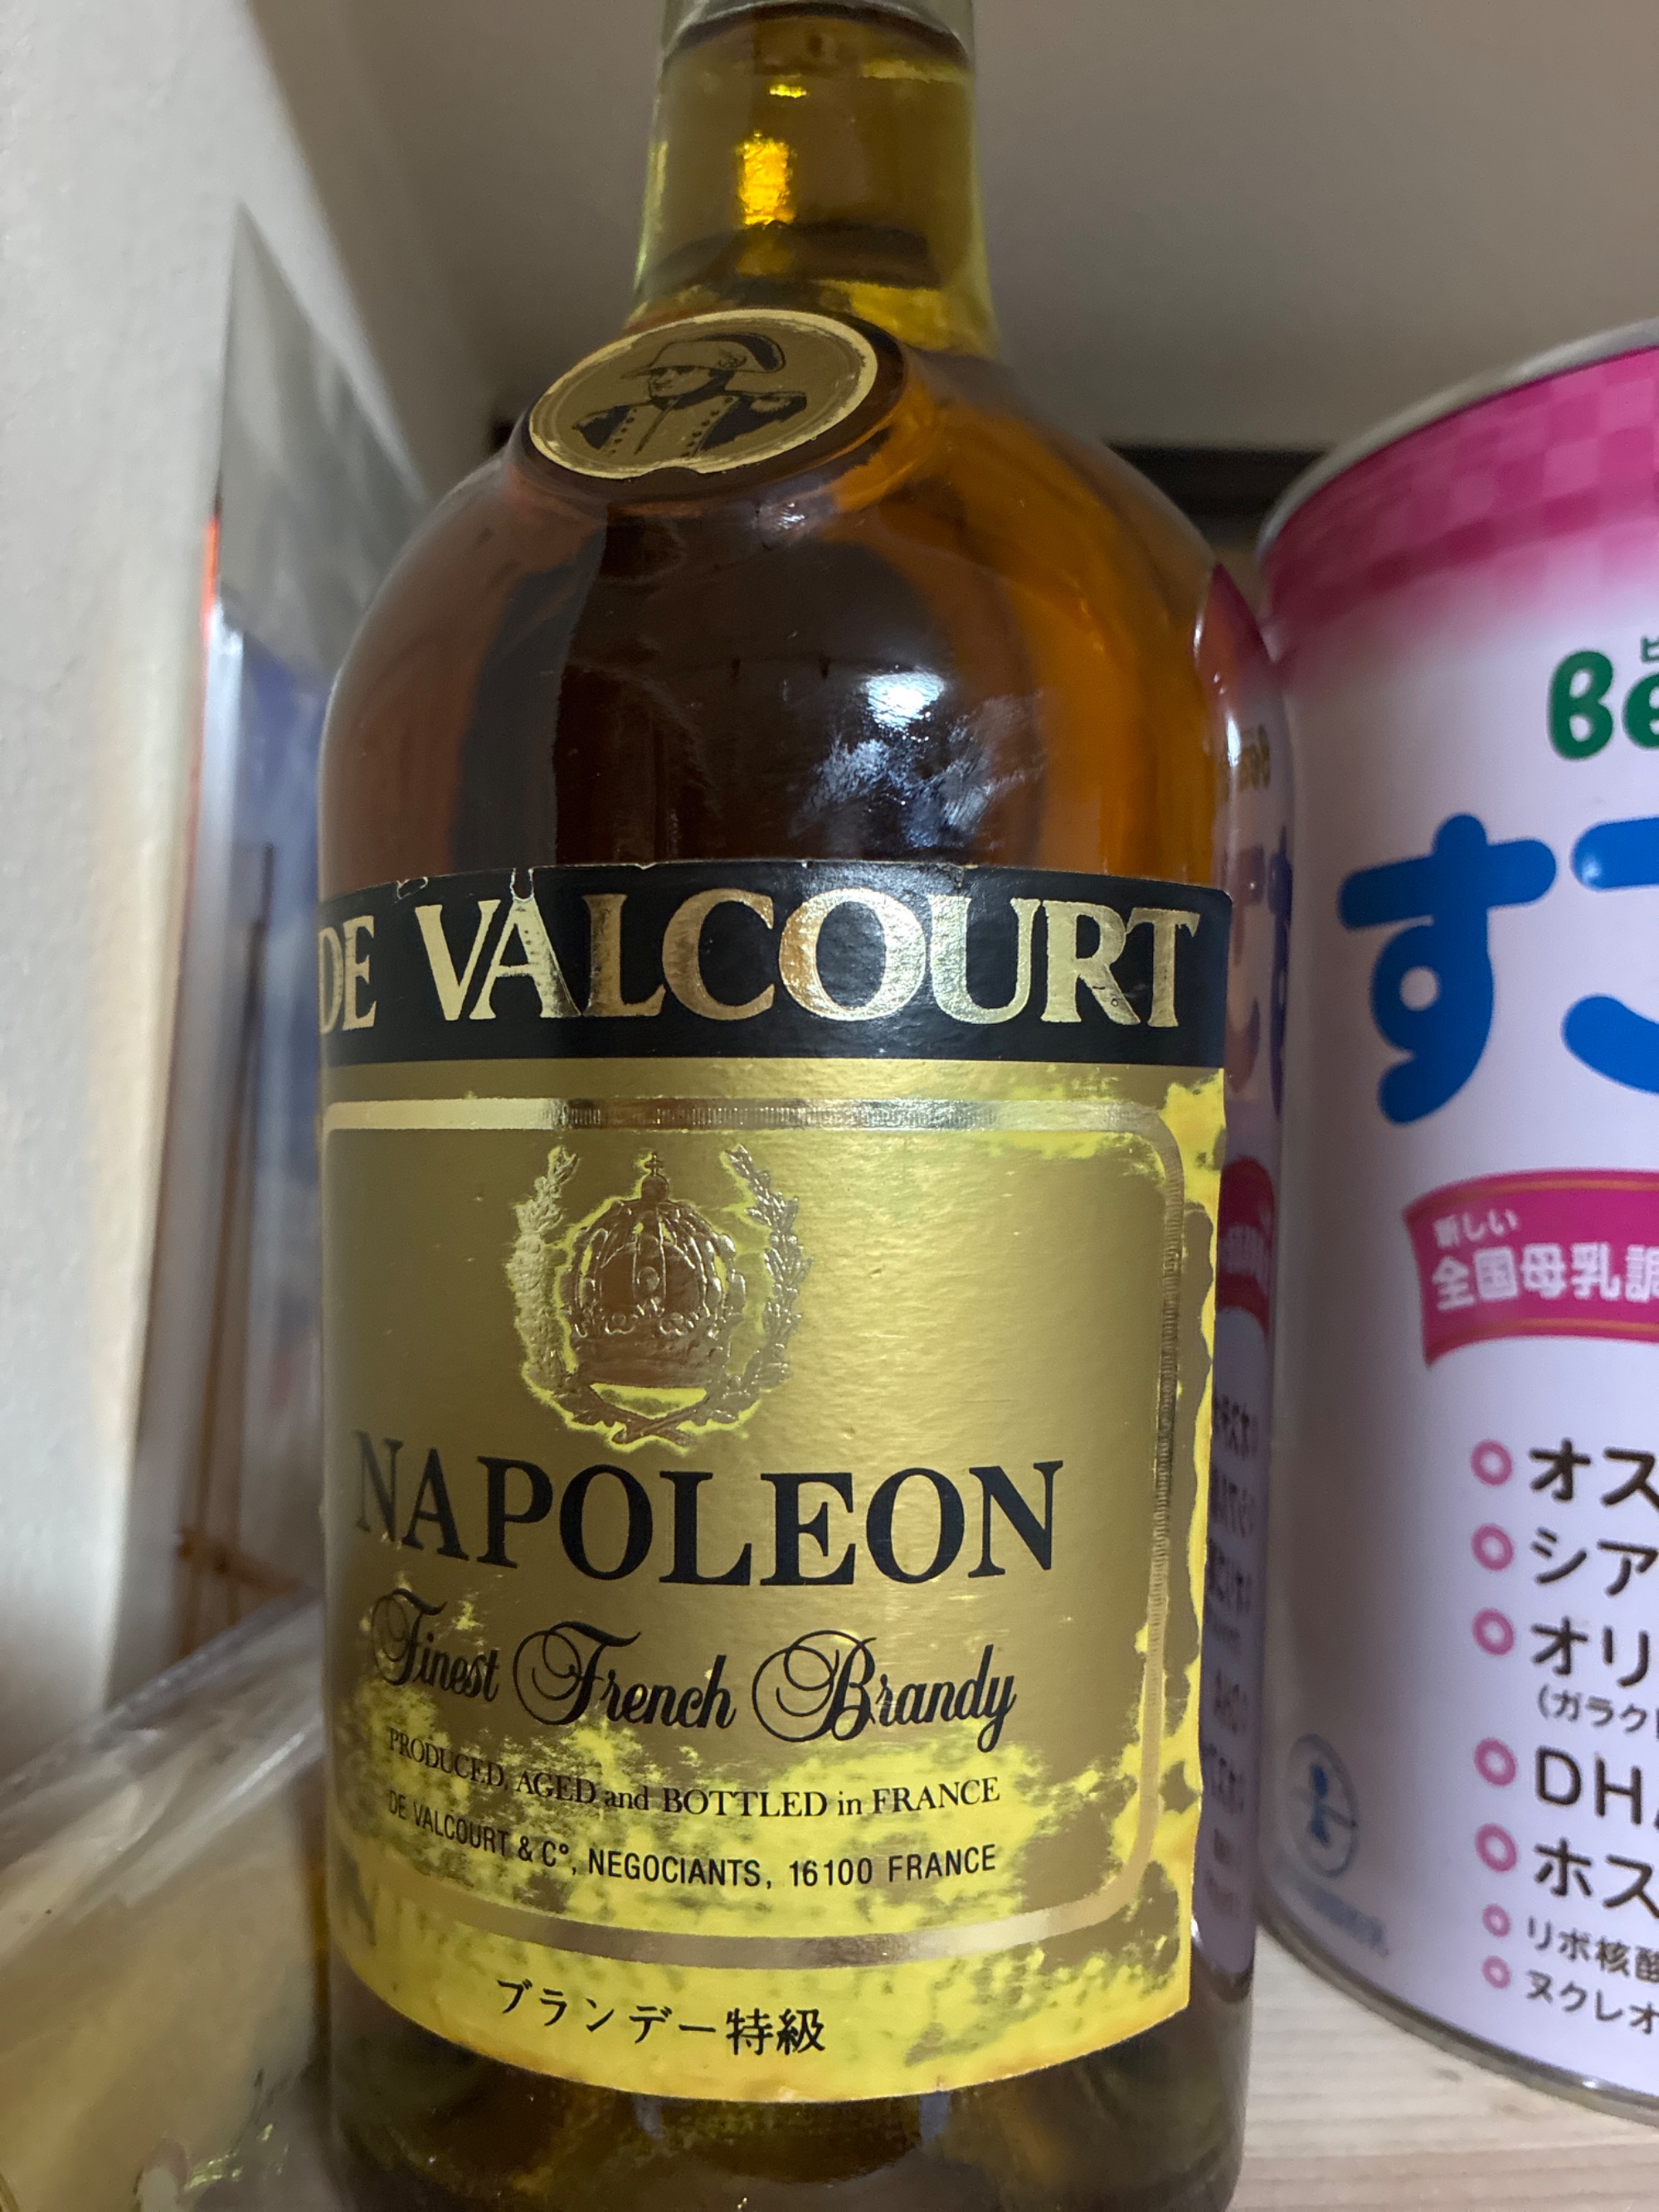 DE VALCOURT
NAPOLEON
Finest French Brandy
PRODUCED, AGED and BOTTLED in FRANCE
DE VALCOURT & C°, NEGOCIANTS, 16100 FRANCE
ブランデー特級
Be
すこ
新しい
全国母乳調
オス
シア
オリ
(ガラクト
DHA
ホス
リボ核酸
ヌクレオ